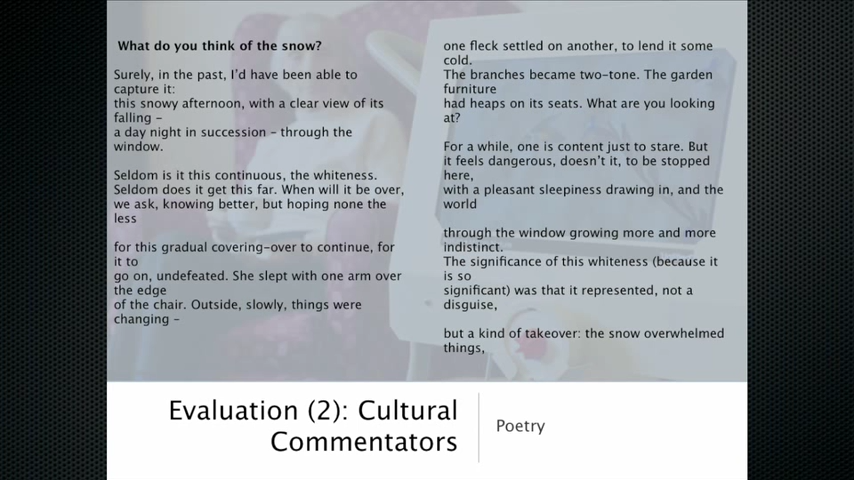 What do you think of the snow?
Surely, in the past, I'd have been able to
capture it:
this snowy afternoon, with a clear view of its
falling –
a day night in succession – through the
window.
Seldom is it this continuous, the whiteness.
Seldom does it get this far. When will it be over,
we ask, knowing better, but hoping none the
less
for this gradual covering-over to continue, for
it to
go on, undefeated. She slept with one arm over
the edge
of the chair. Outside, slowly, things were
changing –
one fleck settled on another, to lend it some
cold.
The branches became two-tone. The garden
furniture
had heaps on its seats. What are you looking
at?
For a while, one is content just to stare. But
it feels dangerous, doesn't it, to be stopped
here,
with a pleasant sleepiness drawing in, and the
world
through the window growing more and more
indistinct.
The significance of this whiteness (because it
is so
significant) was that it represented, not a
disguise,
but a kind of takeover: the snow overwhelmed
things,
Evaluation (2): Cultural
Commentators
Poetry